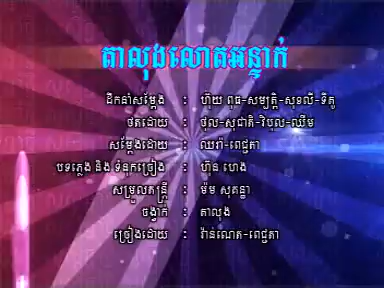 តាលុងលោតអន្ទាក់
ដឹកនាំសម្តែង : ហ៊យ ពុធ-សម្បត្តិ-សុខលី-ទិត្យ
ថតដោយ : ថុល-សុជាតិ-វិបុល-ឈឹម
សម្តែងដោយ : ឈរ៉ា-ពេជ្ជតា
បទភ្លេង និង ទំនុកច្រៀង : ហ៊ន ហេង
សម្រួលតន្ត្រី : ម៉ម សុគន្ធា
ចង្វាក់ : តាលុង
ច្រៀងដោយ : វ៉ាន់ណេត-ពេជ្ជតា